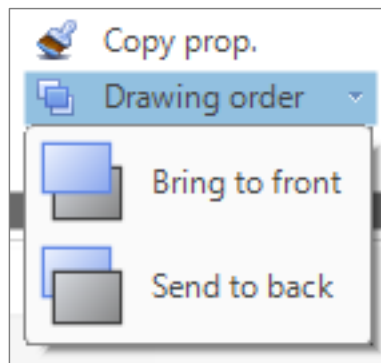 Copy prop.
Drawing order
Bring to front
Send to back